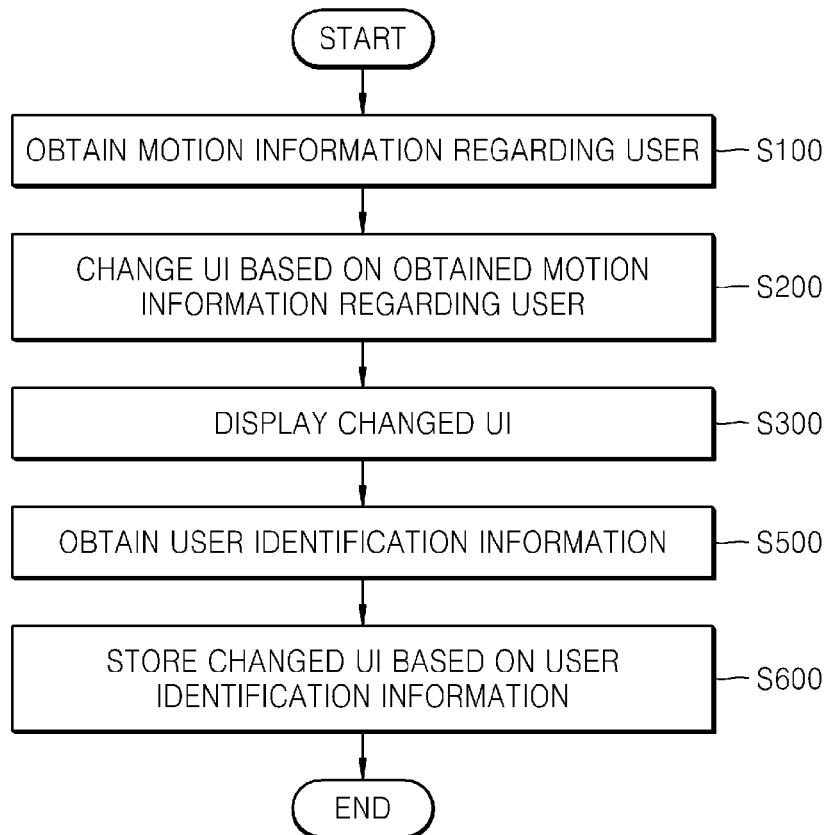 START
OBTAIN MOTION INFORMATION REGARDING USER
S100
CHANGE UI BASED ON OBTAINED MOTION
INFORMATION REGARDING USER
S200
DISPLAY CHANGED UI
S300
OBTAIN USER IDENTIFICATION INFORMATION
S500
STORE CHANGED UI BASED ON USER
IDENTIFICATION INFORMATION
S600
END